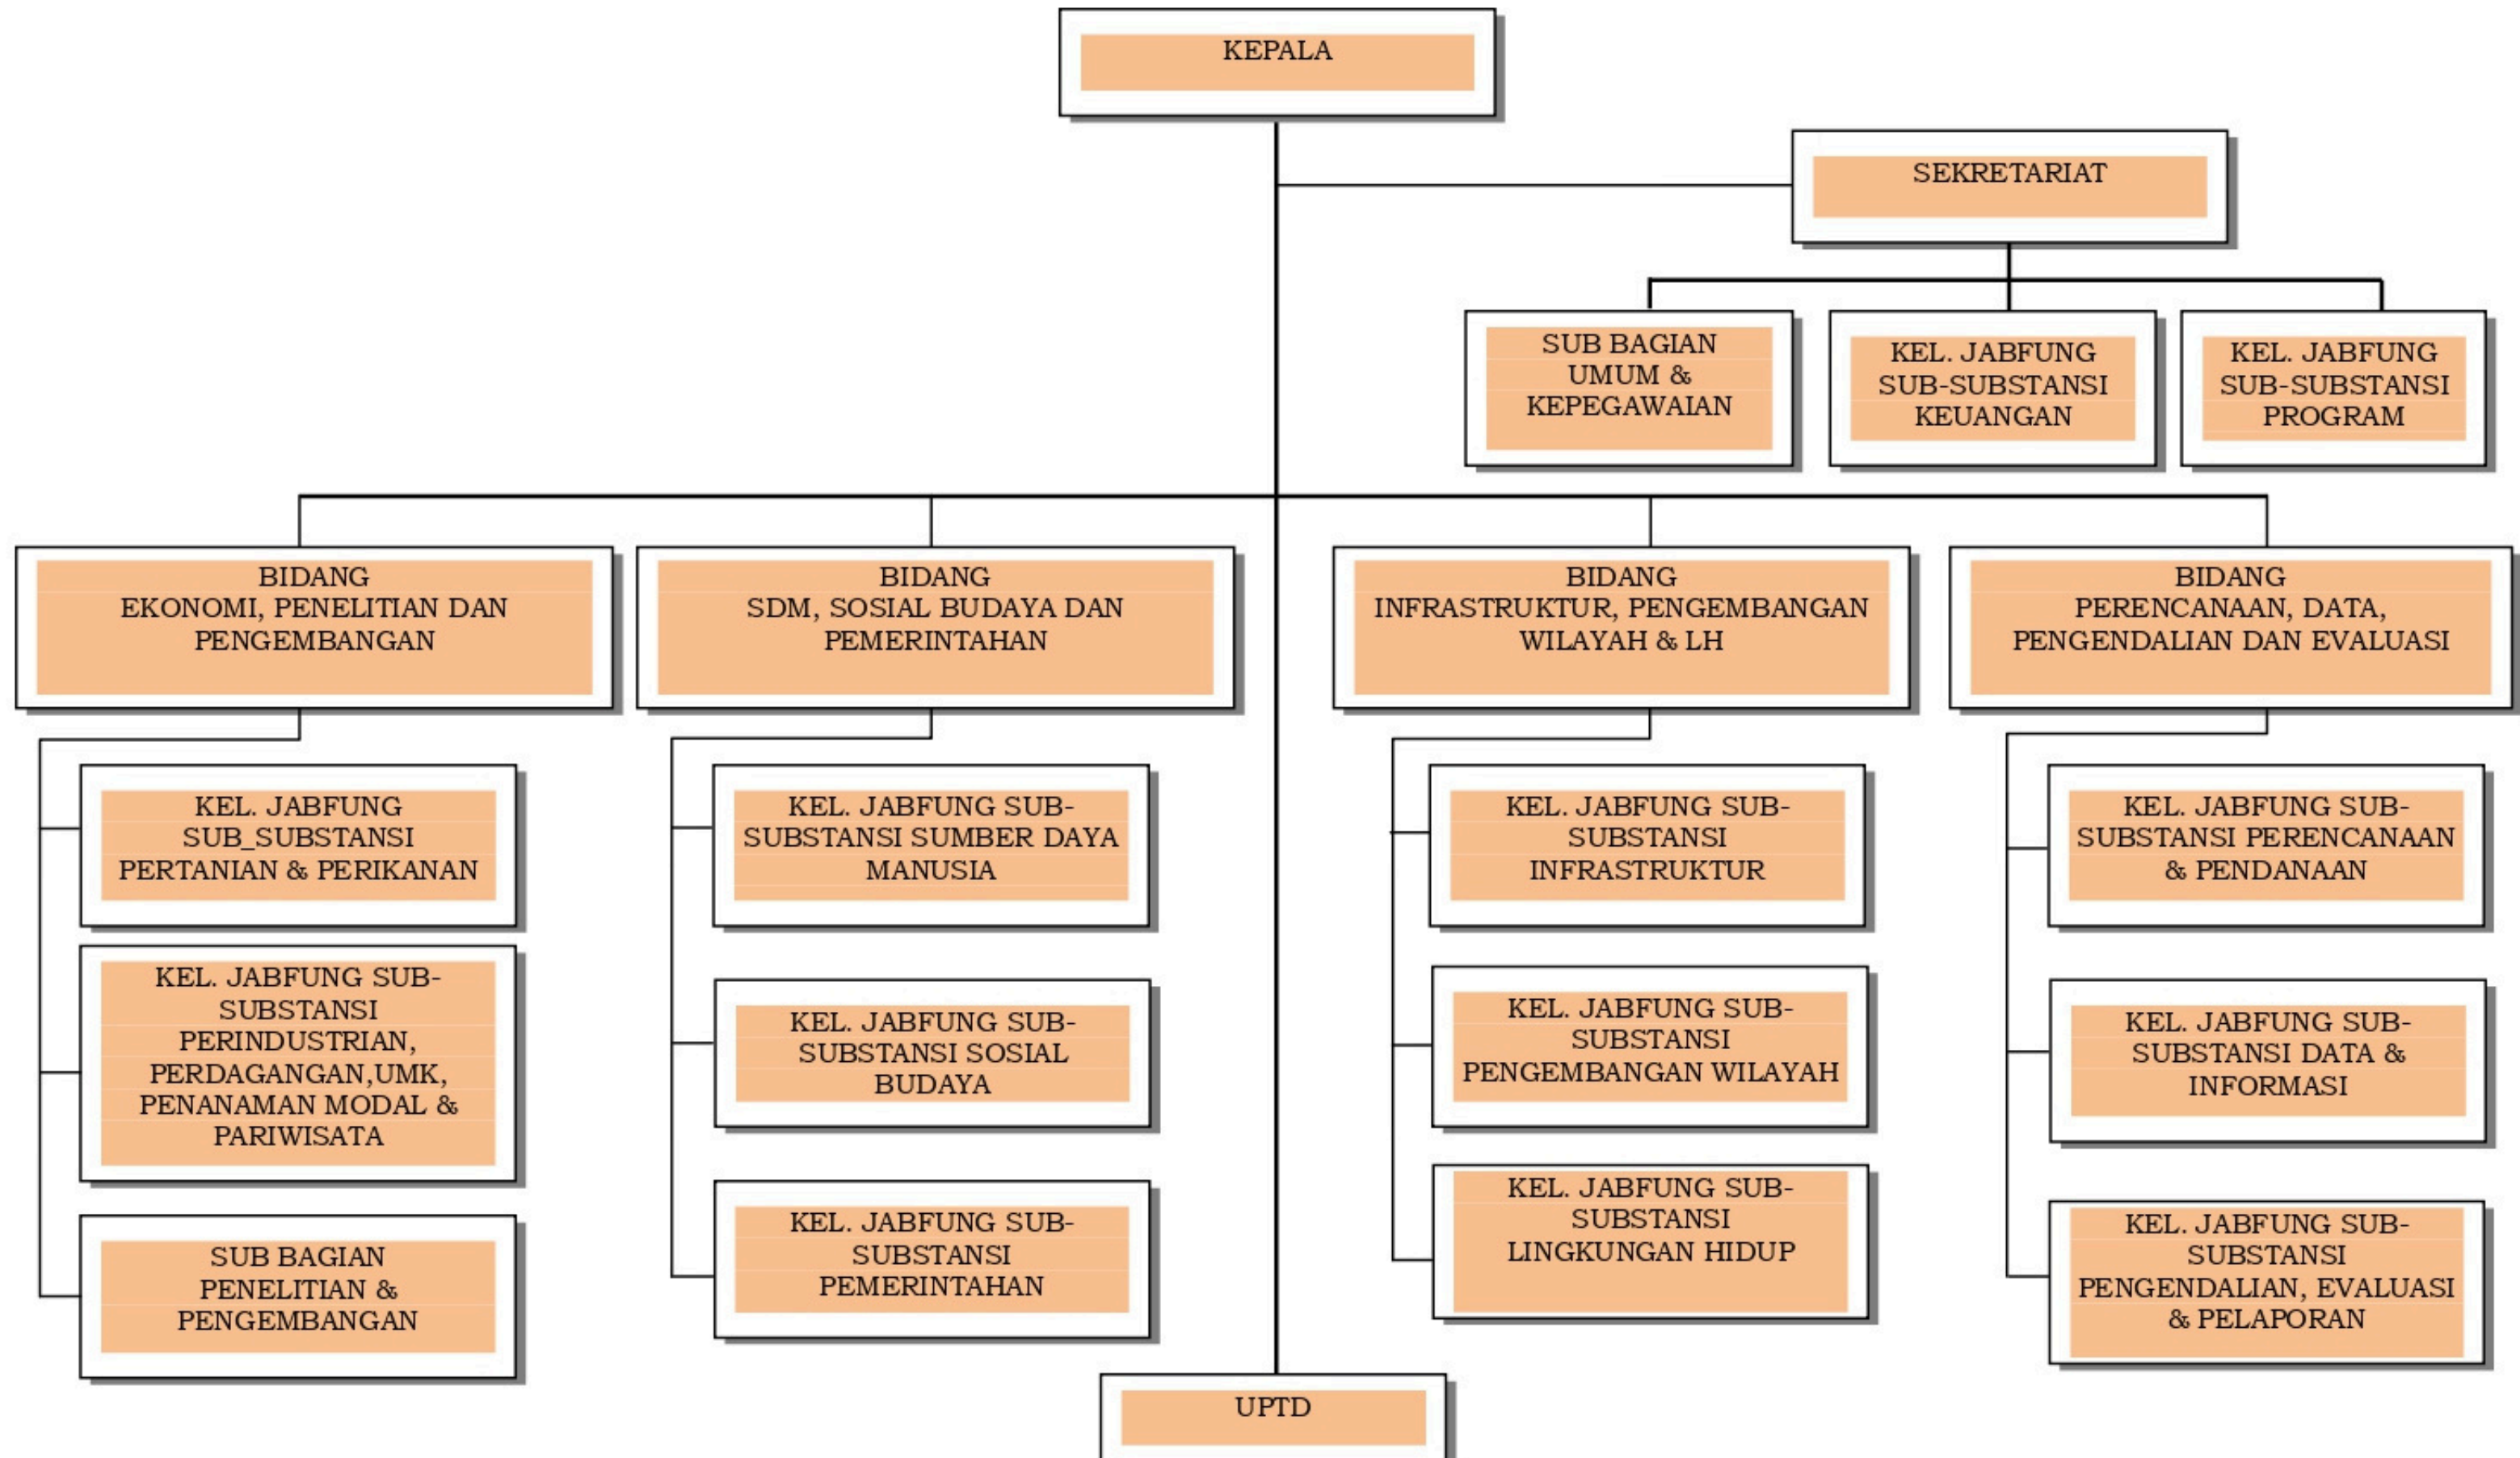 KEPALA
SEKRETARIAT
SUB BAGIAN
UMUM &
KEPEGAWAIAN
KEL. JABFUNG
SUB-SUBSTANSI
KEUANGAN
KEL. JABFUNG
SUB-SUBSTANSI
PROGRAM
BIDANG
EKONOMI, PENELITIAN DAN
PENGEMBANGAN
BIDANG
SDM, SOSIAL BUDAYA DAN
PEMERINTAHAN
BIDANG
INFRASTRUKTUR, PENGEMBANGAN
WILAYAH & LH
BIDANG
PERENCANAAN, DATA,
PENGENDALIAN DAN EVALUASI
KEL. JABFUNG
SUB_SUBSTANSI
PERTANIAN & PERIKANAN
KEL. JABFUNG SUB-
SUBSTANSI
PERINDUSTRIAN,
PERDAGANGAN,UMK,
PENANAMAN MODAL &
PARIWISATA
SUB BAGIAN
PENELITIAN &
PENGEMBANGAN
KEL. JABFUNG SUB-
SUBSTANSI SUMBER DAYA
MANUSIA
KEL. JABFUNG SUB-
SUBSTANSI SOSIAL
BUDAYA
KEL. JABFUNG SUB-
SUBSTANSI
PEMERINTAHAN
KEL. JABFUNG SUB-
SUBSTANSI
INFRASTRUKTUR
KEL. JABFUNG SUB-
SUBSTANSI
PENGEMBANGAN WILAYAH
KEL. JABFUNG SUB-
SUBSTANSI
LINGKUNGAN HIDUP
KEL. JABFUNG SUB-
SUBSTANSI PERENCANAAN
& PENDANAAN
KEL. JABFUNG SUB-
SUBSTANSI DATA &
INFORMASI
KEL. JABFUNG SUB-
SUBSTANSI
PENGENDALIAN, EVALUASI
& PELAPORAN
UPTD